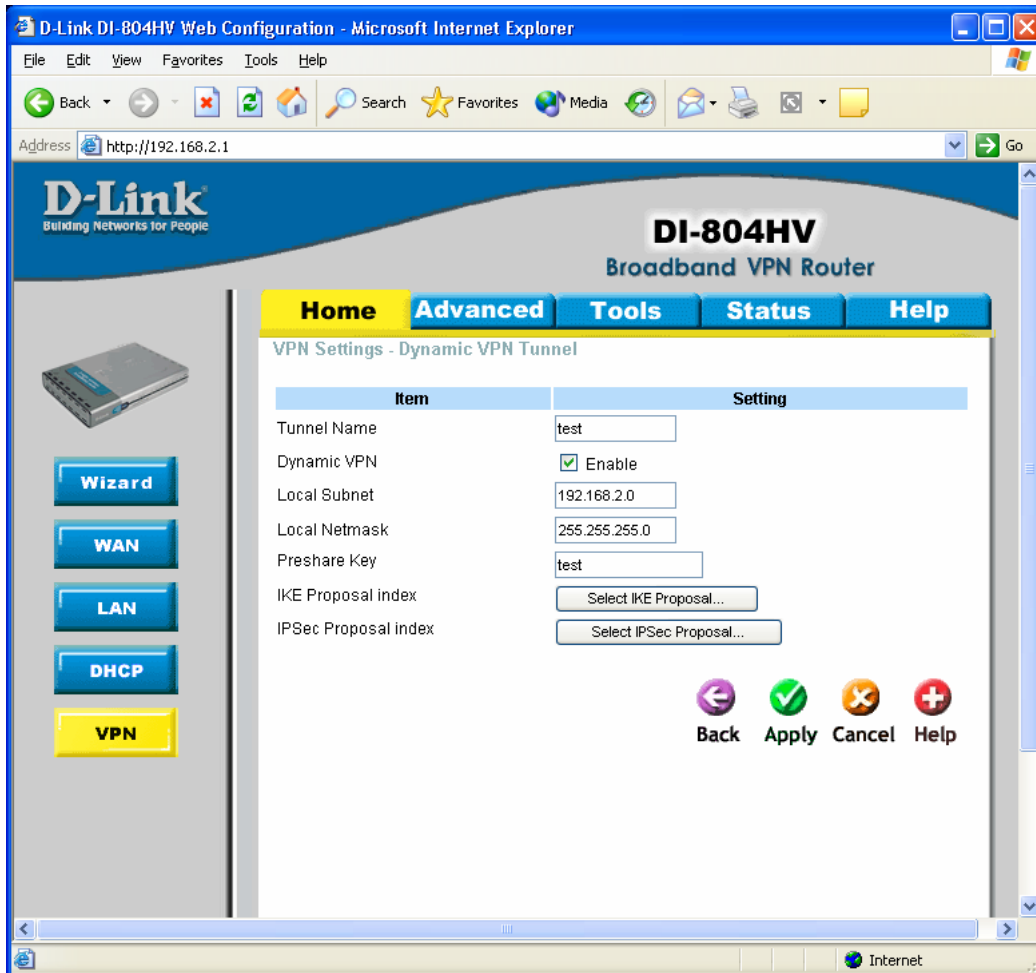 D-Link DI-804HV Web Configuration - Microsoft Internet Explorer
File Edit View Favorites Tools Help
Back Search Favorites Media
Address http://192.168.2.1 Go
D-Link
Building Networks for People
DI-804HV
Broadband VPN Router
Home Advanced Tools Status Help
VPN Settings - Dynamic VPN Tunnel
Item Setting
Tunnel Name test
Dynamic VPN Enable
Local Subnet 192.168.2.0
Local Netmask 255.255.255.0
Preshare Key test
IKE Proposal index Select IKE Proposal...
IPSec Proposal index Select IPSec Proposal...
Wizard
WAN
LAN
DHCP
VPN
Back Apply Cancel Help
Internet